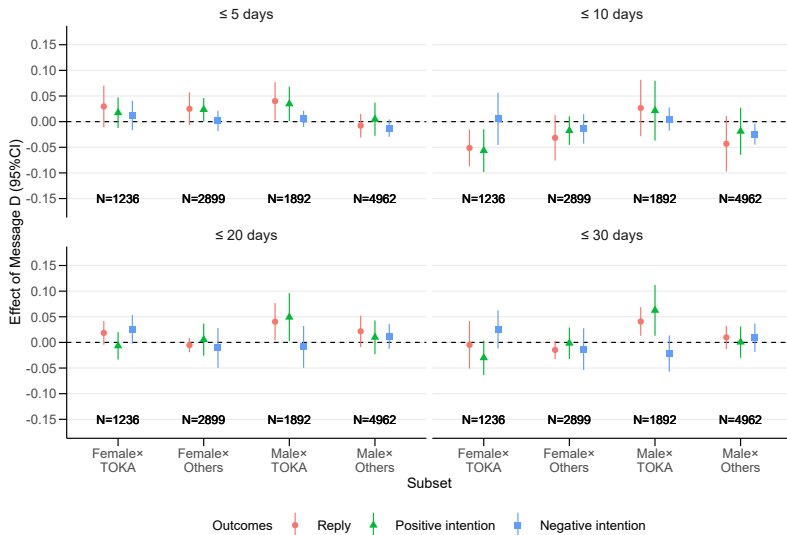 ≤ 5 days
≤ 10 days
0.15
0.10
0.05
0.00
-0.05
-0.10
-0.15
N=1236 N=2899 N=1892 N=4962
N=1236 N=2899 N=1892 N=4962
≤ 20 days
≤ 30 days
0.15
0.10
0.05
0.00
-0.05
-0.10
-0.15
N=1236 N=2899 N=1892 N=4962
N=1236 N=2899 N=1892 N=4962
Effect of Message D (95%CI)
Female×
TOKA
Female×
Others
Male×
TOKA
Male×
Others
Female×
TOKA
Female×
Others
Male×
TOKA
Male×
Others
Subset
Outcomes Reply Positive intention Negative intention